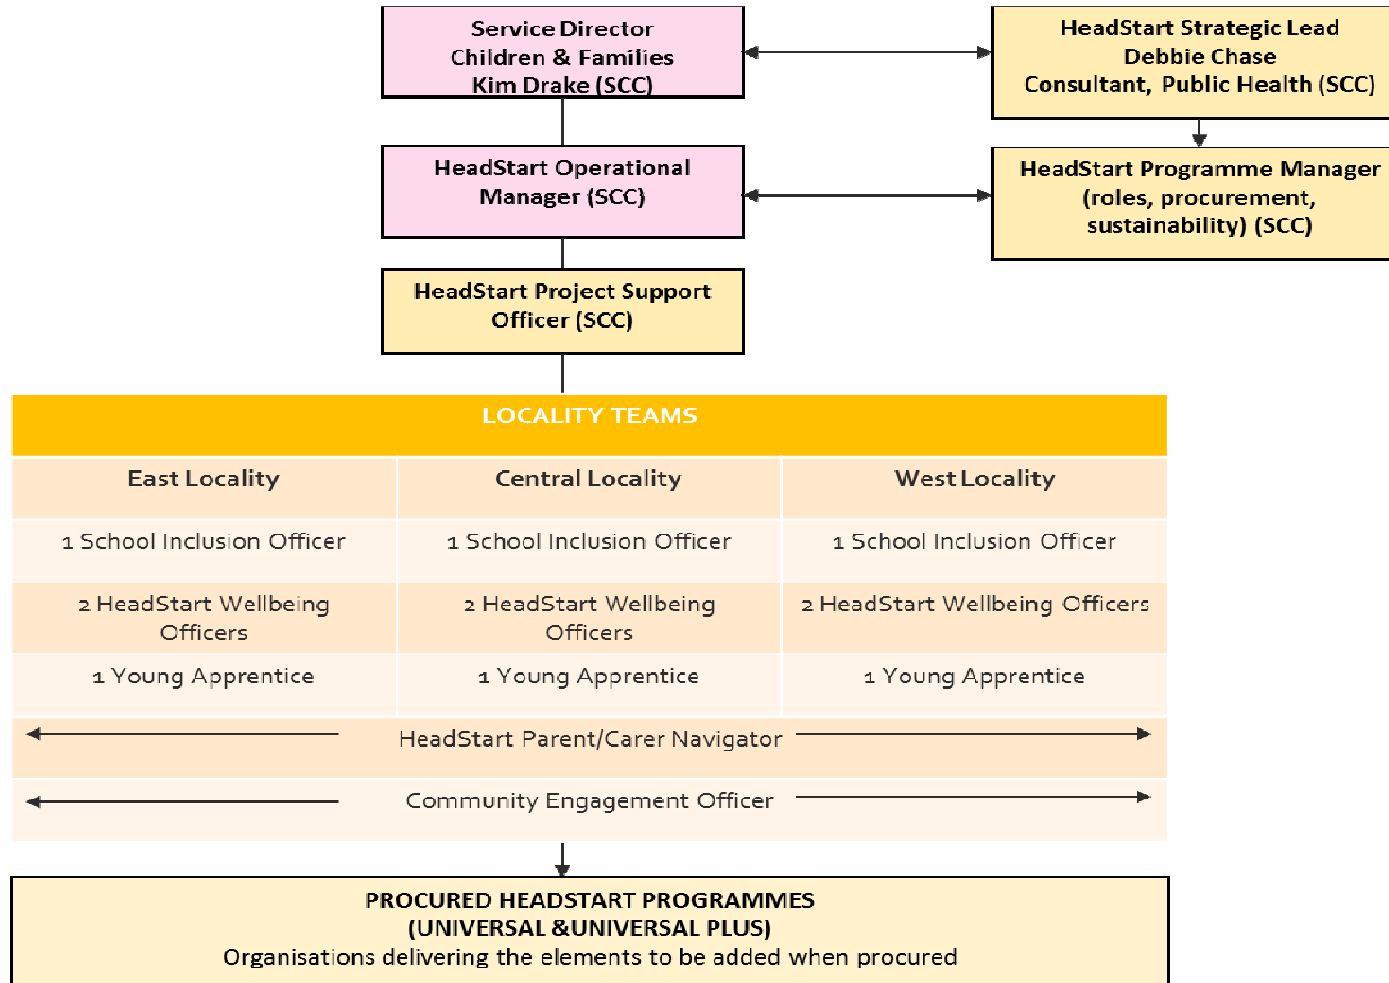 Service Director
Children & Families
Kim Drake (SCC)
HeadStart Strategic Lead
Debbie Chase
Consultant, Public Health (SCC)
HeadStart Operational
Manager (SCC)
HeadStart Programme Manager
(roles, procurement,
sustainability) (SCC)
HeadStart Project Support
Officer (SCC)
LOCALITY TEAMS
East Locality
Central Locality
West Locality
1 School Inclusion Officer
1 School Inclusion Officer
1 School Inclusion Officer
2 HeadStart Wellbeing
Officers
2 HeadStart Wellbeing
Officers
2 HeadStart Wellbeing Officers
1 Young Apprentice
1 Young Apprentice
1 Young Apprentice
HeadStart Parent/Carer Navigator
Community Engagement Officer
PROCURED HEADSTART PROGRAMMES
(UNIVERSAL &UNIVERSAL PLUS)
Organisations delivering the elements to be added when procured